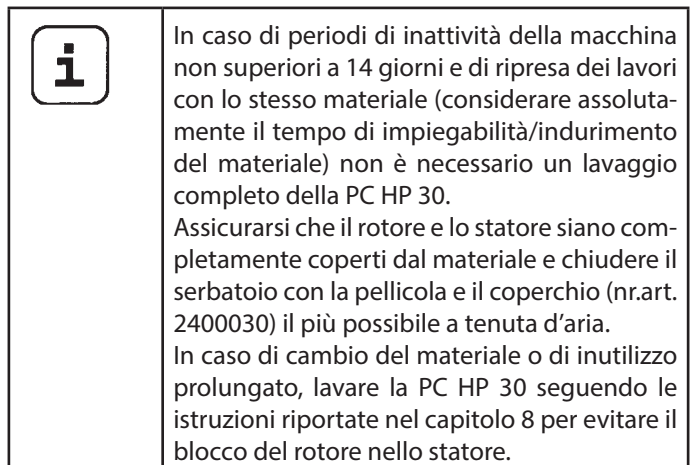 i
In caso di periodi di inattività della macchina
non superiori a 14 giorni e di ripresa dei lavori
con lo stesso materiale (considerare assoluta-
mente il tempo di impiegabilità/indurimento
del materiale) non è necessario un lavaggio
completo della PC HP 30.
Assicurarsi che il rotore e lo statore siano com-
pletamente coperti dal materiale e chiudere il
serbatoio con la pellicola e il coperchio (nr.art.
2400030) il più possibile a tenuta d’aria.
In caso di cambio del materiale o di inutilizzo
prolungato, lavare la PC HP 30 seguendo le
istruzioni riportate nel capitolo 8 per evitare il
blocco del rotore nello statore.